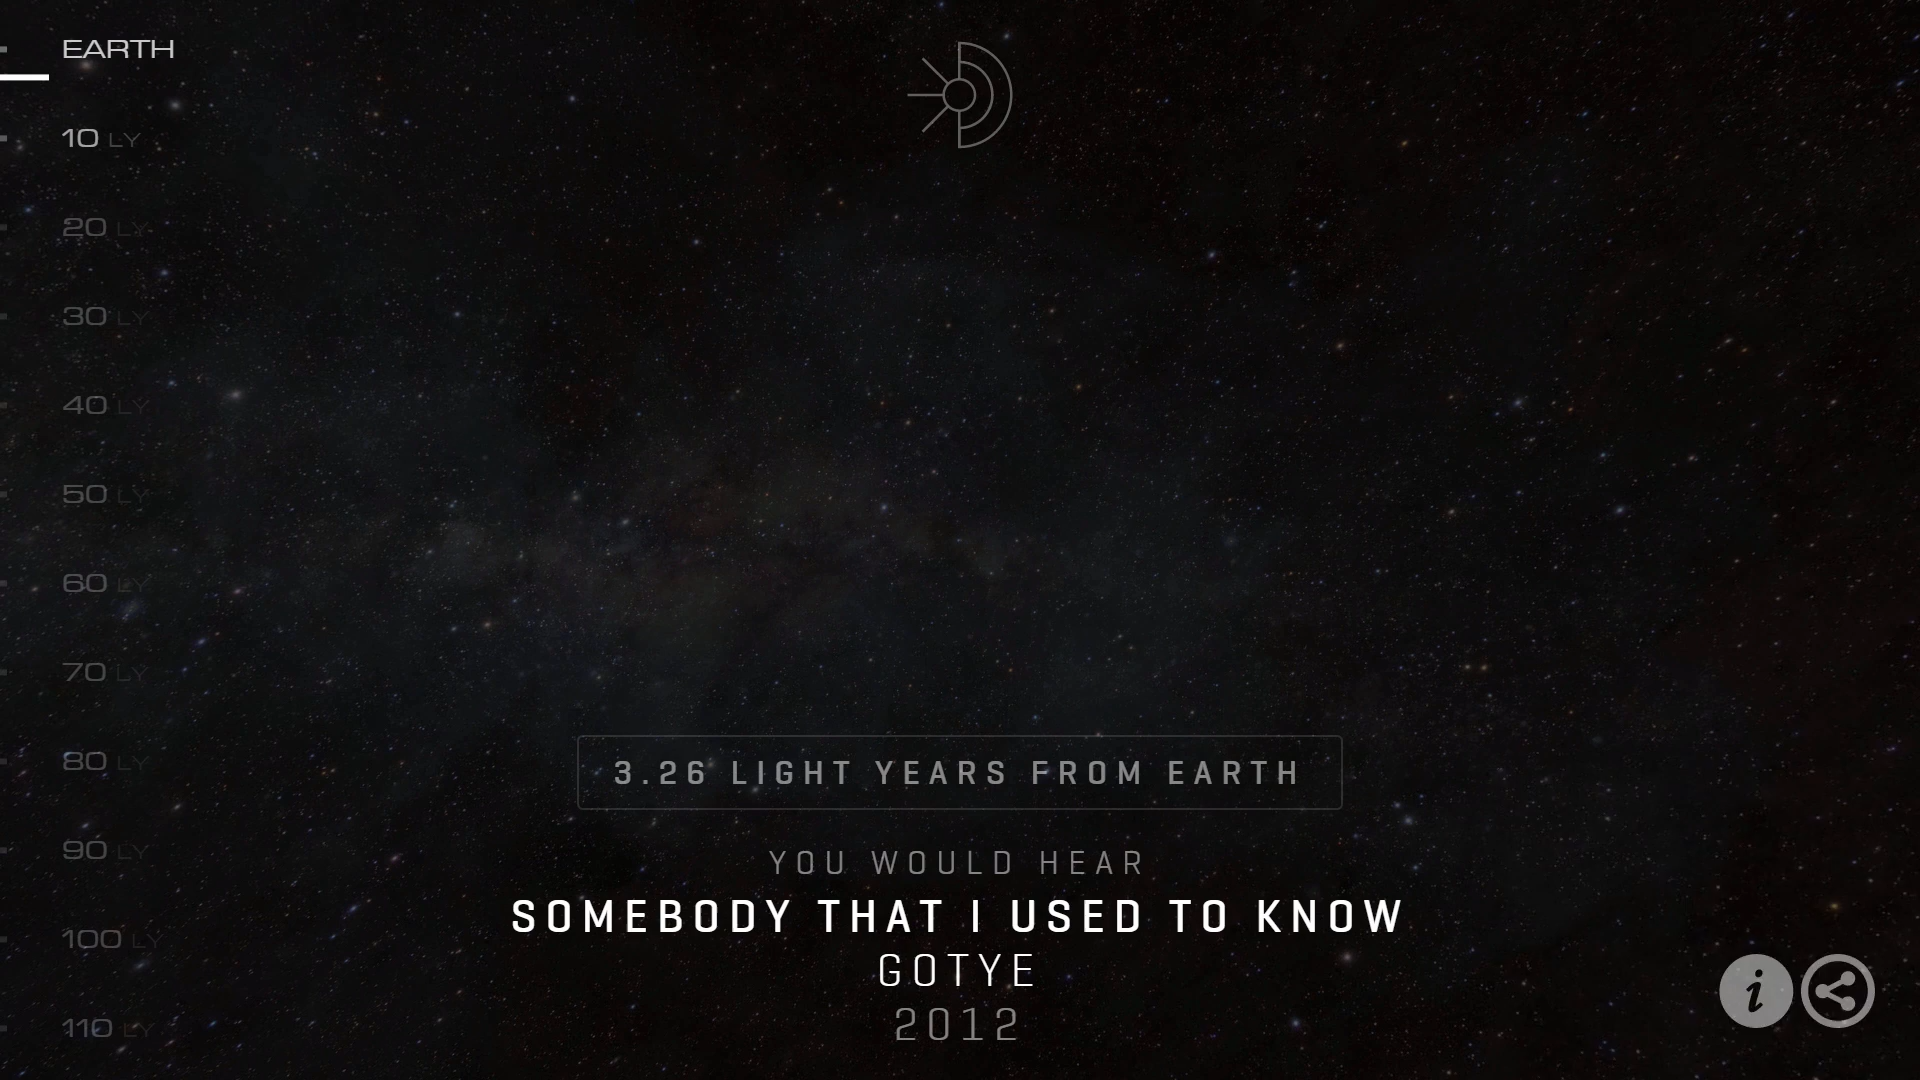 EARTH
10 LY
20 LY
30 LY
40 LY
50 LY
60 LY
70 LY
80 LY
90 LY
100 LY
110 LY
3.26 LIGHT YEARS FROM EARTH
YOU WOULD HEAR
SOMEBODY THAT I USED TO KNOW
GOTYE
2012
i